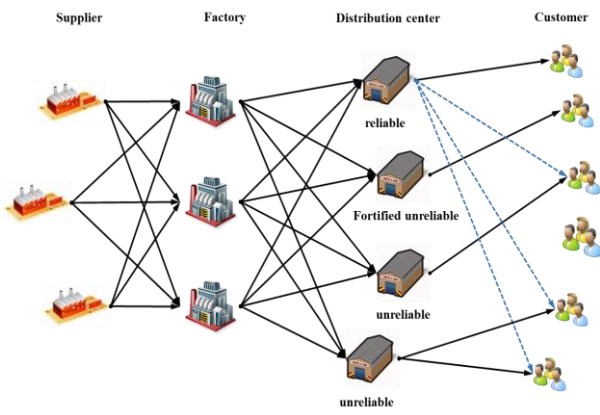 Supplier
Factory
Distribution center
Customer
reliable
Fortified unreliable
unreliable
unreliable